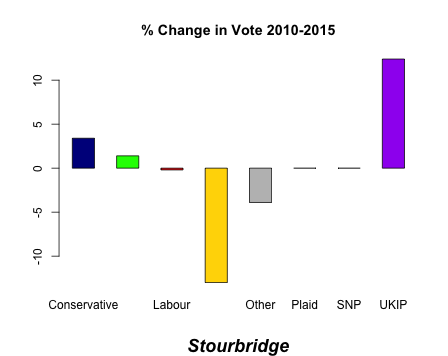 % Change in Vote 2010-2015
10
5
0
-5
-10
Conservative Labour Other Plaid SNP UKIP
Stourbridge